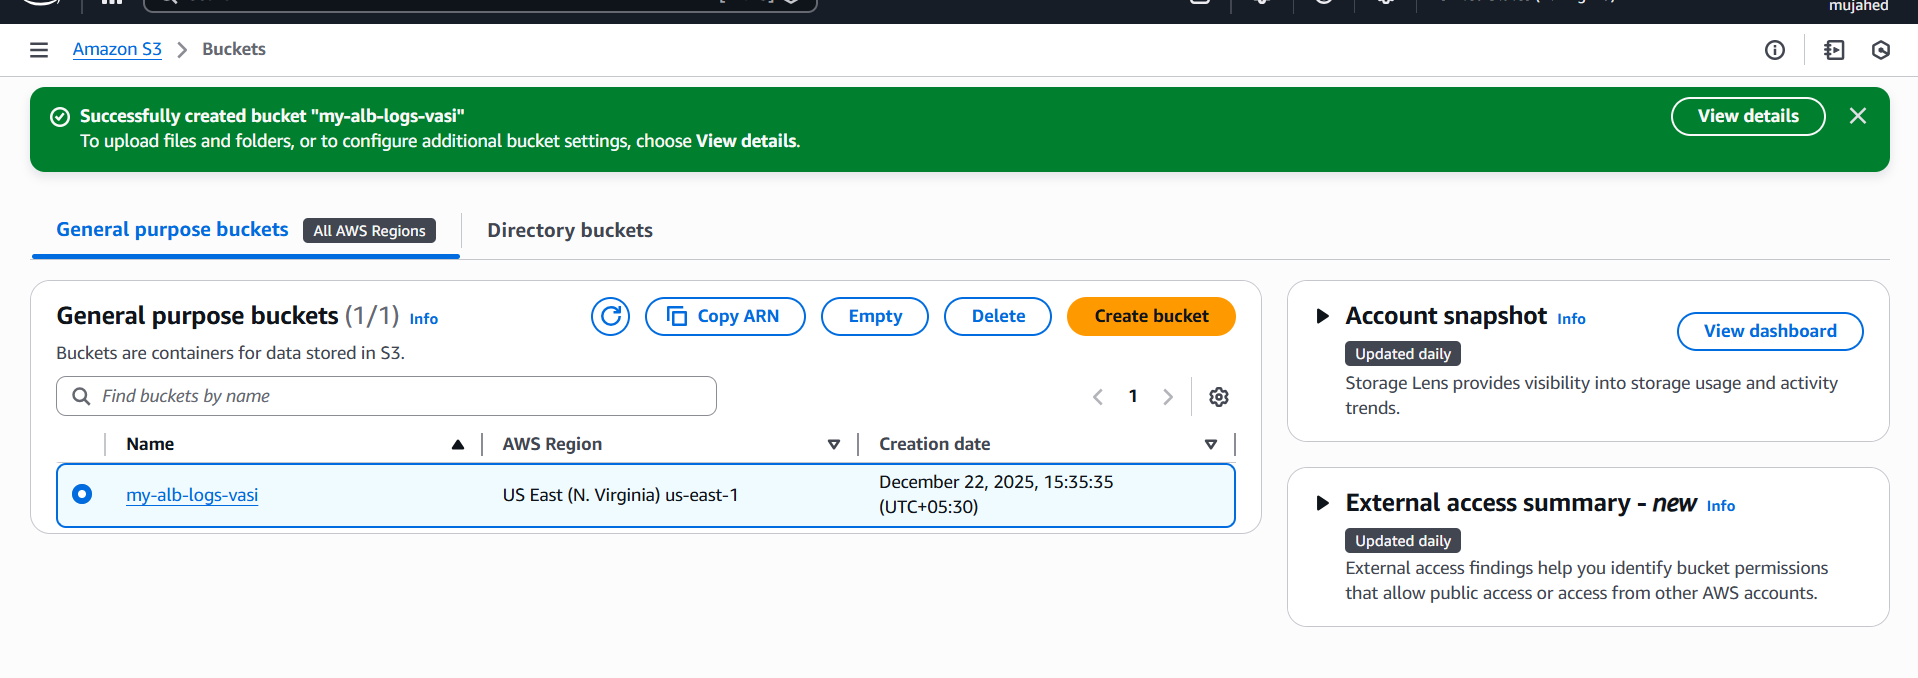 mujahed
Amazon S3 > Buckets
Successfully created bucket "my-alb-logs-vasi"
To upload files and folders, or to configure additional bucket settings, choose View details.
View details
General purpose buckets All AWS Regions
Directory buckets
General purpose buckets (1/1) Info
Copy ARN
Empty
Delete
Create bucket
Buckets are containers for data stored in S3.
Find buckets by name
1
Name
AWS Region
Creation date
my-alb-logs-vasi
US East (N. Virginia) us-east-1
December 22, 2025, 15:35:35
(UTC+05:30)
Account snapshot Info
View dashboard
Updated daily
Storage Lens provides visibility into storage usage and activity
trends.
External access summary - new Info
Updated daily
External access findings help you identify bucket permissions
that allow public access or access from other AWS accounts.